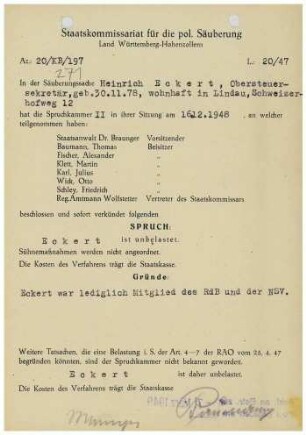 Staatskommissariat für die pol. Säuberung
Land Württemberg-Hohenzollern
Az.: 20/KB/197
L: 20/47
271
In der Säuberungssache Heinrich Eckert, Obersteuer-
sekretär, geb. 30.11.78, wohnhaft in Lindau, Schweizer-
hofweg 12
hat die Spruchkammer II in ihrer Sitzung am 16.12.1948 , an welcher
teilgenommen haben:
Staatsanwalt Dr. Braunger Vorsitzender
Baumann, Thomas Beisitzer
Fischer, Alexander "
Klett, Martin "
Karl, Julius "
Wisk, Otto "
Schley, Friedrich "
Reg.Amtmann Wolfstetter Vertreter des Staatskommissars
beschlossen und sofort verkündet folgenden
SPRUCH:
Eckert ist unbelastet.
Sühnemaßnahmen werden nicht angeordnet.
Die Kosten des Verfahrens trägt die Staatskasse.
Gründe:
Eckert war lediglich Mitglied des RdB und der NSV.
Weitere Tatsachen, die eine Belastung i. S. der Art. 4—7 der RAO vom 25. 4. 47
begründen könnten, sind der Spruchkammer nicht bekannt geworden.
Eckert ist daher unbelastet.
Die Kosten des Verfahrens trägt die Staatskasse